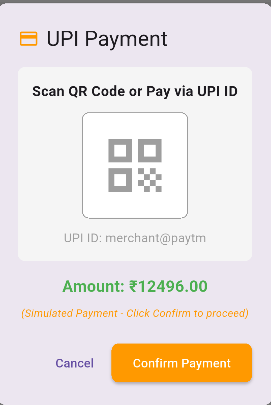 UPI Payment
Scan QR Code or Pay via UPI ID
UPI ID: merchant@paytm
Amount: ₹12496.00
(Simulated Payment - Click Confirm to proceed)
Cancel
Confirm Payment